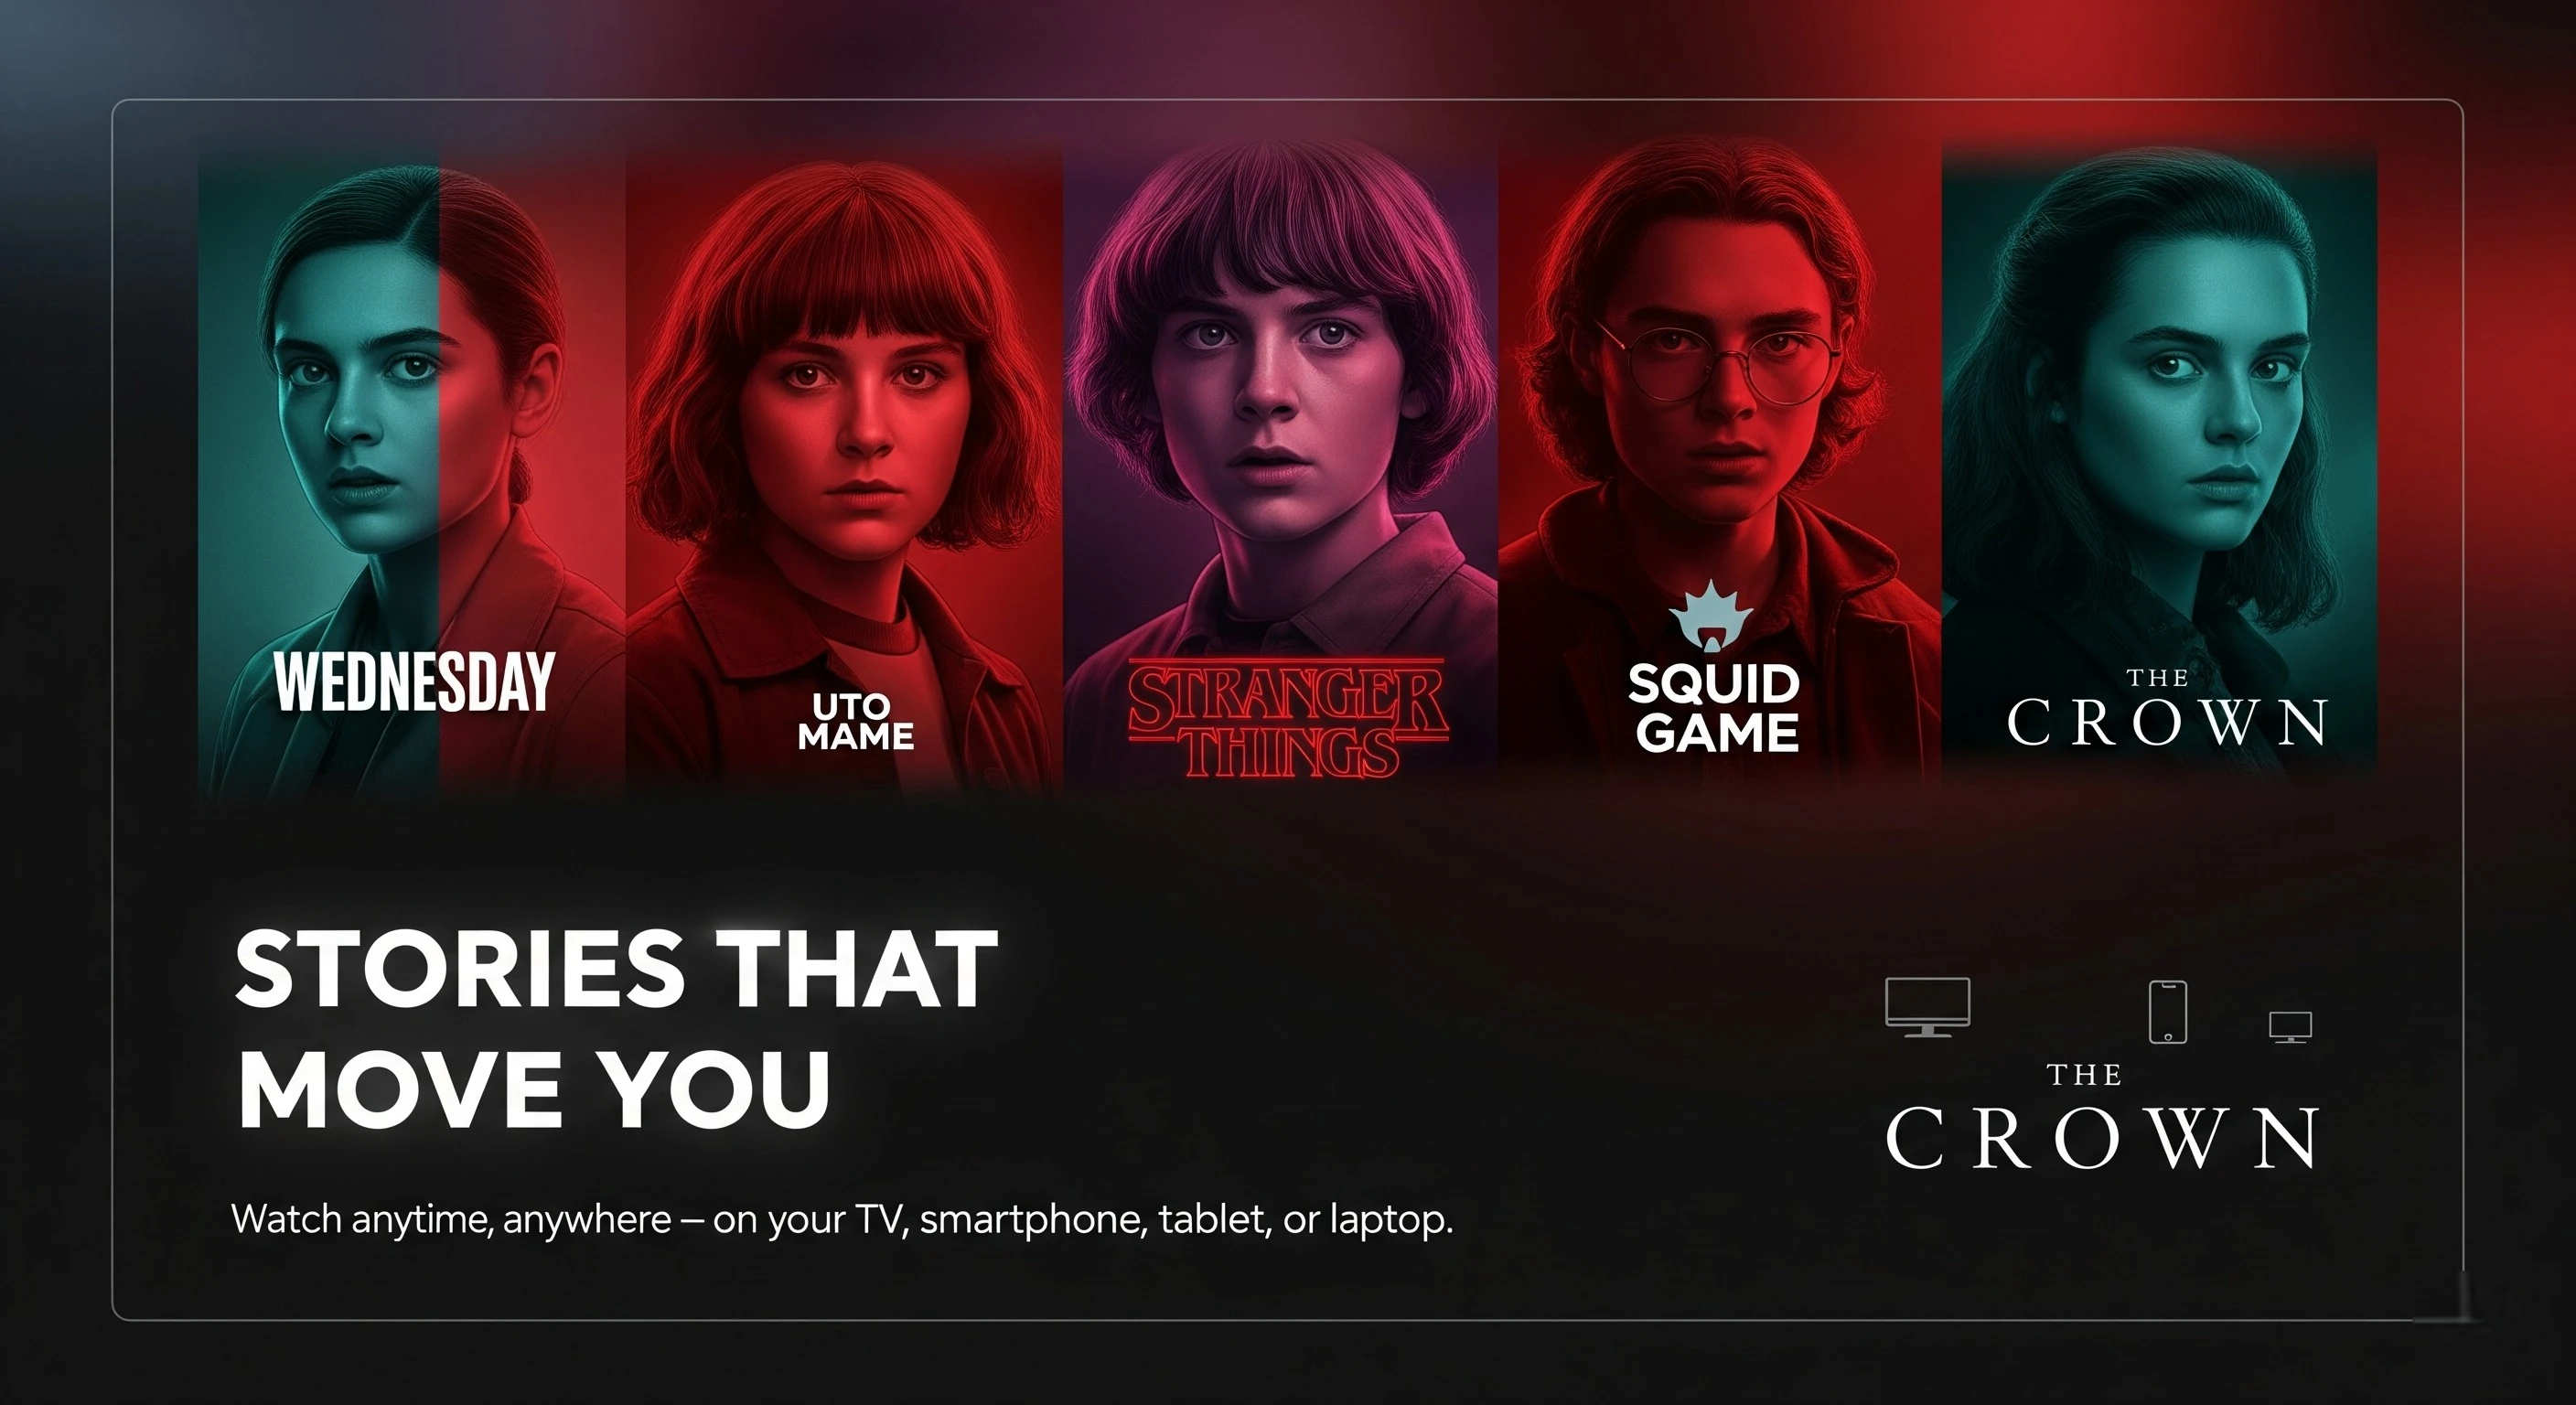 WEDNESDAY
UTO
MAME
STRANGER
THINGS
SQUID
GAME
THE
CROWN
STORIES THAT
MOVE YOU
Watch anytime, anywhere – on your TV, smartphone, tablet, or laptop.
THE
CROWN